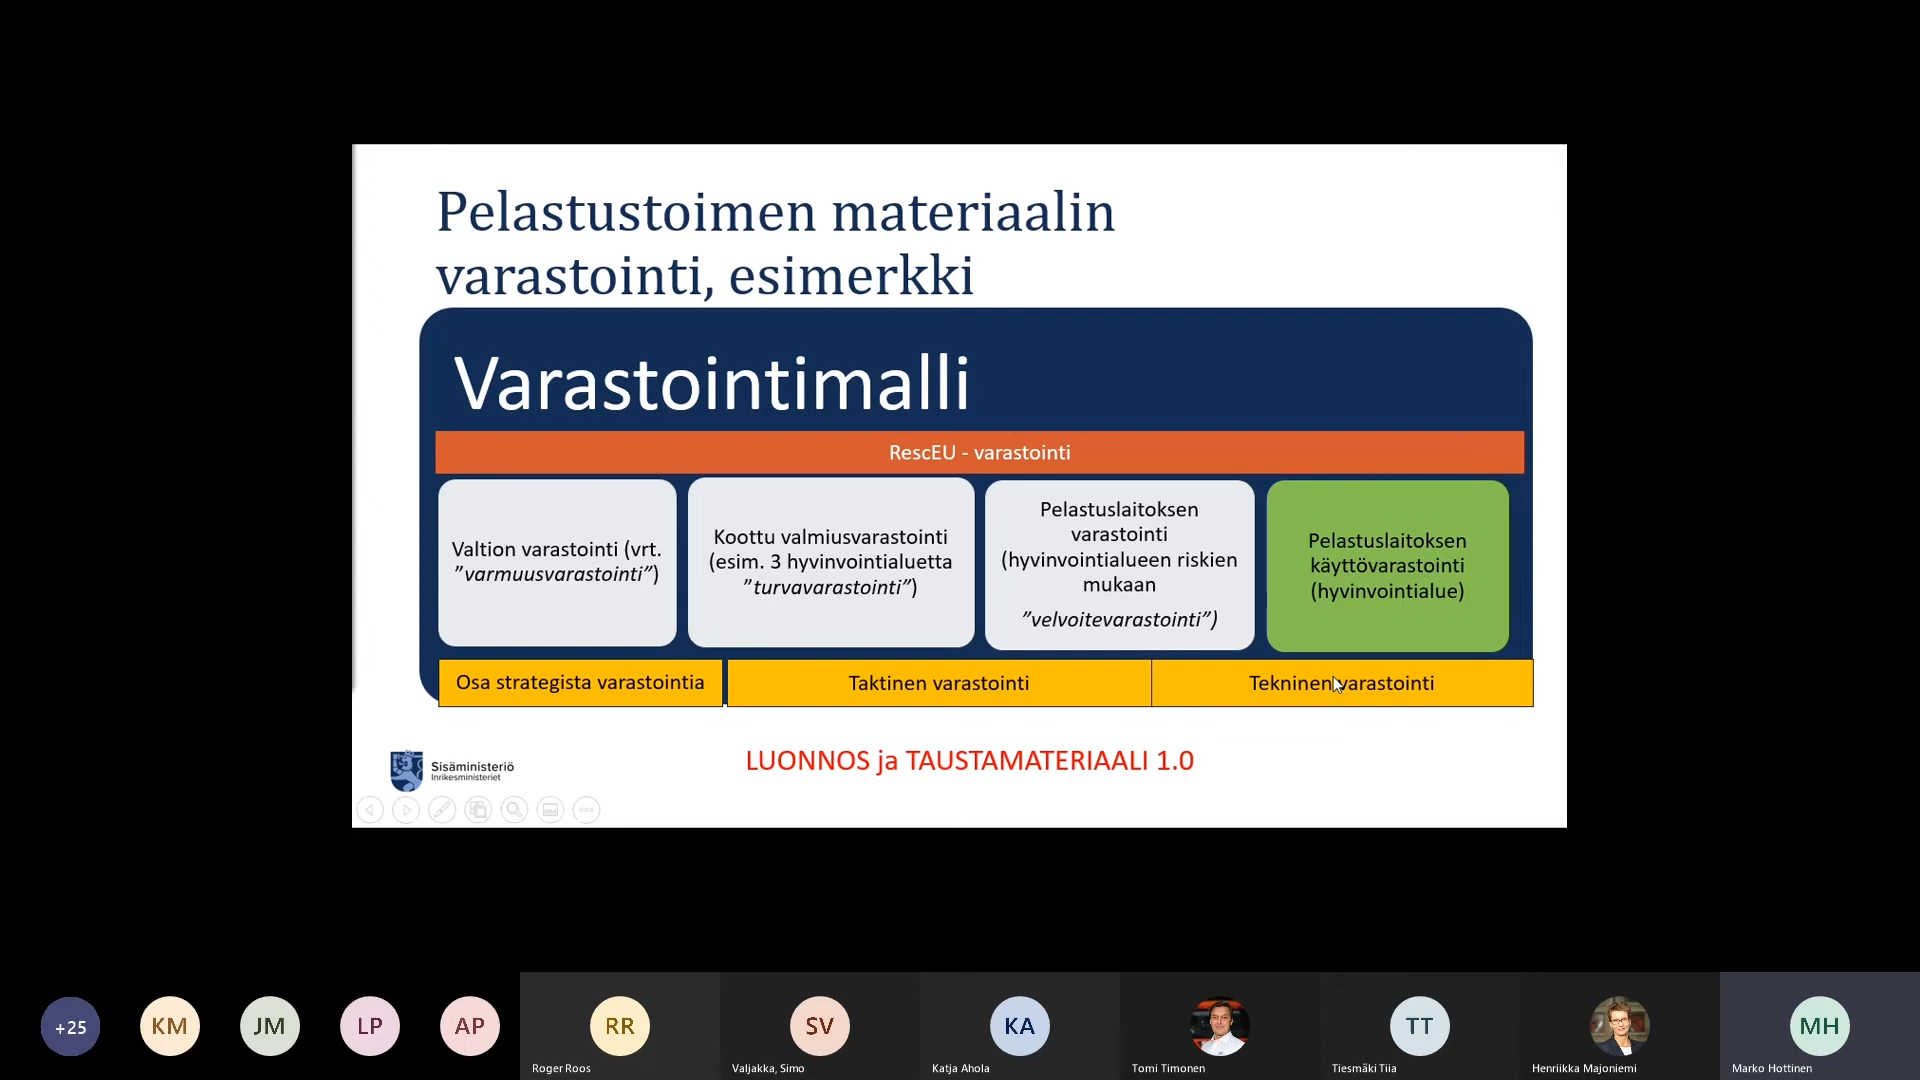 Pelastustoimen materiaalin
varastointi, esimerkki
Varastointimalli
RescEU - varastointi
Valtion varastointi (vrt.
”varmuusvarastointi”)
Koottu valmiusvarastointi
(esim. 3 hyvinvointialuetta
”turvavarastointi”)
Pelastuslaitoksen
varastointi
(hyvinvointialueen riskien
mukaan
”velvoitevarastointi”)
Pelastuslaitoksen
käyttövarastointi
(hyvinvointialue)
Osa strategista varastointia
Taktinen varastointi
Tekninen varastointi
Sisäministeriö
Inrikesministeriet
LUONNOS ja TAUSTAMATERIAALI 1.0
+25
KM
JM
LP
AP
RR
SV
KA
TT
MH
Roger Roos
Valjakka, Simo
Katja Ahola
Tomi Timonen
Tiesmäki Tiia
Henriikka Majoniemi
Marko Hottinen